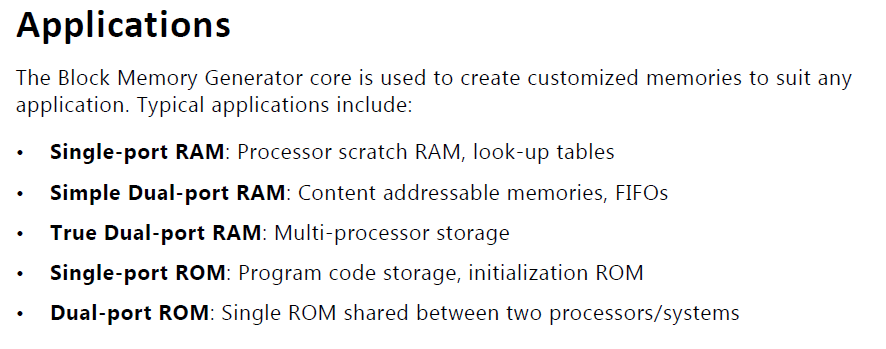 Applications
The Block Memory Generator core is used to create customized memories to suit any
application. Typical applications include:
• Single-port RAM: Processor scratch RAM, look-up tables
• Simple Dual-port RAM: Content addressable memories, FIFOs
• True Dual-port RAM: Multi-processor storage
• Single-port ROM: Program code storage, initialization ROM
• Dual-port ROM: Single ROM shared between two processors/systems